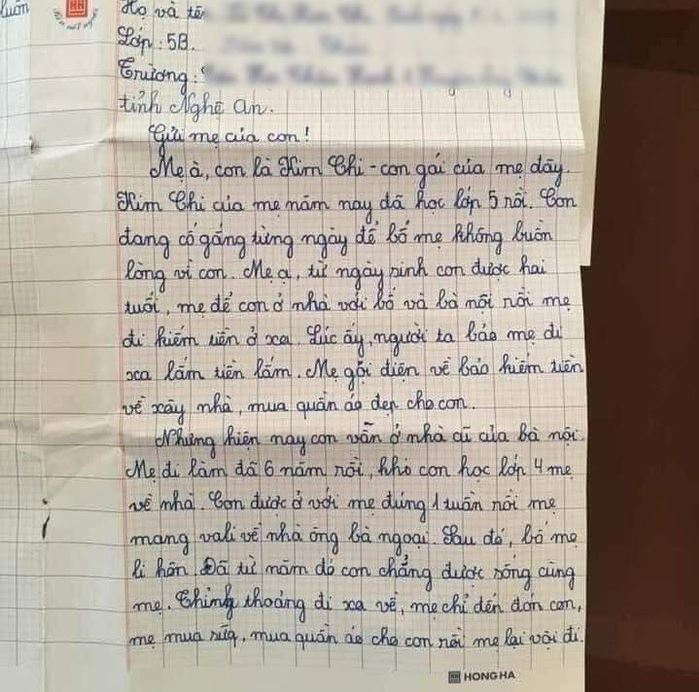 luôn
Họ và tên
Lớp: 5B.
Trường:
tỉnh Nghệ An.
Gửi mẹ của con!
Mẹ à, con là Kim Chi - con gái của mẹ đây.
Kim Chi của mẹ năm nay đã học lớp 5 rồi. Con
đang cố gắng từng ngày để bố mẹ không buồn
lòng vì con. Mẹ ạ, từ ngày sinh con được hai
tuổi, mẹ để con ở nhà với bố và bà nội rồi mẹ
đi kiếm tiền ở xa. Lúc ấy, người ta bảo mẹ đi
xa lắm tiền lắm. Mẹ gọi điện về bảo kiếm tiền
về xây nhà, mua quần áo đẹp cho con.
Nhưng hiện nay con vẫn ở nhà cũ của bà nội.
Mẹ đi làm đã 6 năm rồi, khi con học lớp 4 mẹ
về nhà. Con được ở với mẹ đúng 1 tuần rồi mẹ
mang vali về nhà ông bà ngoại. Sau đó, bố mẹ
li hôn. Đã từ năm đó con chẳng được sống cùng
mẹ. Thỉnh thoảng đi xa về, mẹ chỉ đến đón con,
mẹ mua sữa, mua quần áo cho con rồi mẹ lại vội đi.
HONG HA